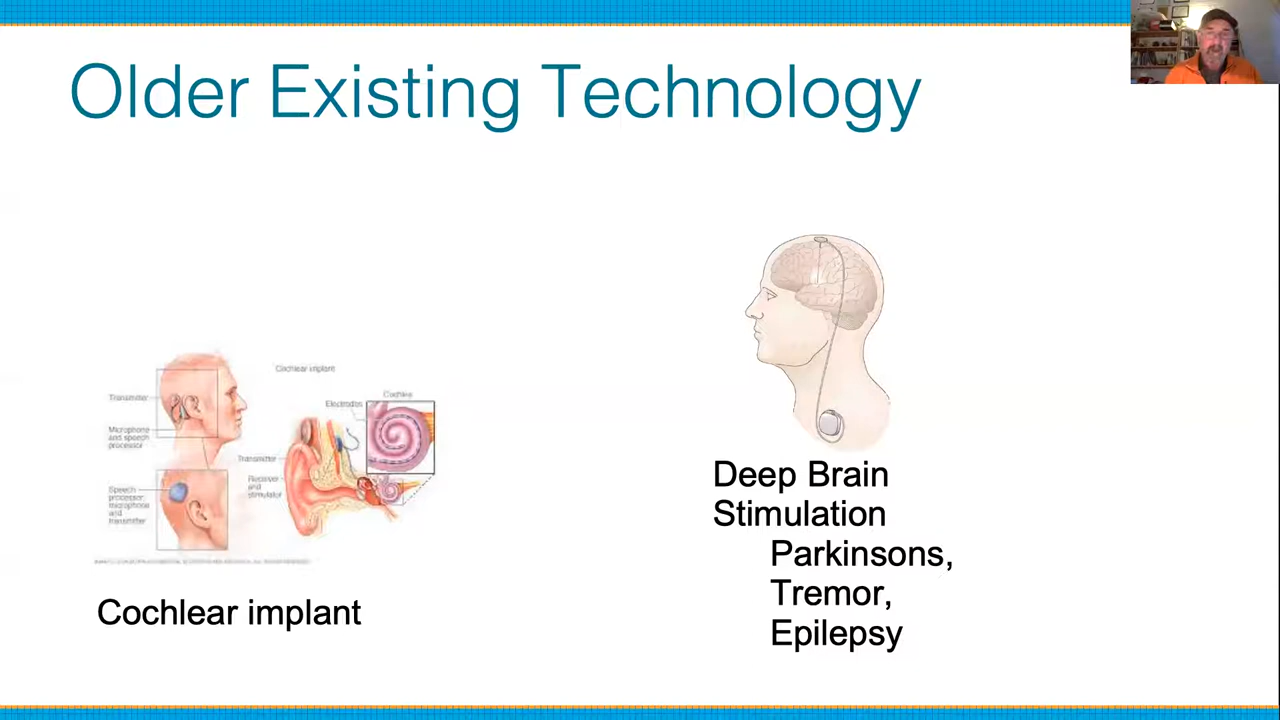 Older Existing Technology
Cochlear implant
Cochlea
Transmitter
Electrodes
Microphone
and speech
processor
Transmitter
Receiver
and
stimulator
Speech
processor,
microphone
and
transmitter
Cochlear implant
Deep Brain
Stimulation
Parkinsons,
Tremor,
Epilepsy